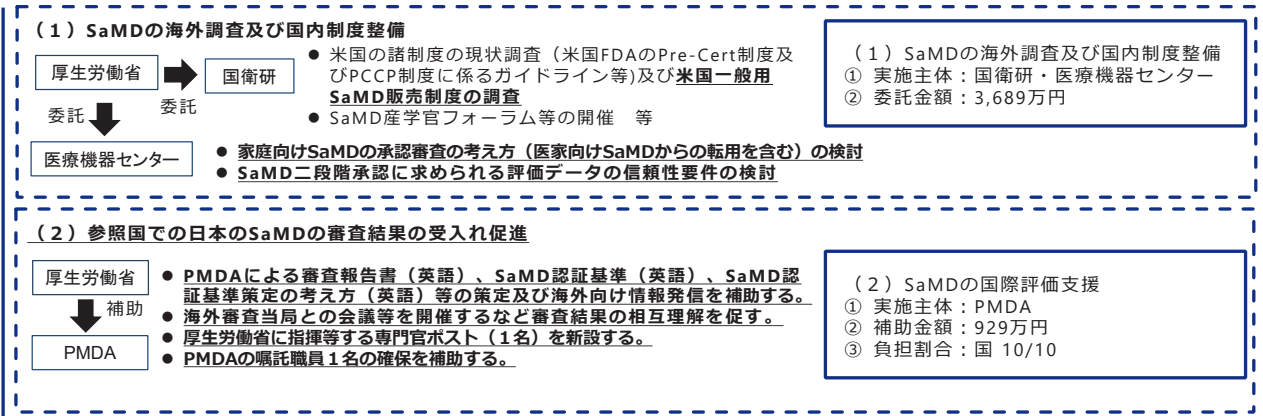 （1）SaMDの海外調査及び国内制度整備
厚生労働省
国衛研
委託
委託
医療機器センター
● 米国の諸制度の現状調査（米国FDAのPre-Cert制度及
びPCCP制度に係るガイドライン等)及び米国一般用
SaMD販売制度の調査
● SaMD産学官フォーラム等の開催　等
● 家庭向けSaMDの承認審査の考え方（医家向けSaMDからの転用を含む）の検討
● SaMD二段階承認に求められる評価データの信頼性要件の検討
（1）SaMDの海外調査及び国内制度整備
① 実施主体：国衛研・医療機器センター
② 委託金額：3,689万円
（2）参照国での日本のSaMDの審査結果の受入れ促進
厚生労働省
補助
PMDA
● PMDAによる審査報告書（英語）、SaMD認証基準（英語）、SaMD認
証基準策定の考え方（英語）等の策定及び海外向け情報発信を補助する。
● 海外審査当局との会議等を開催するなど審査結果の相互理解を促す。
● 厚生労働省に指揮等する専門官ポスト（1名）を新設する。
● PMDAの嘱託職員１名の確保を補助する。
（2）SaMDの国際評価支援
① 実施主体：PMDA
② 補助金額：929万円
③ 負担割合：国 10/10